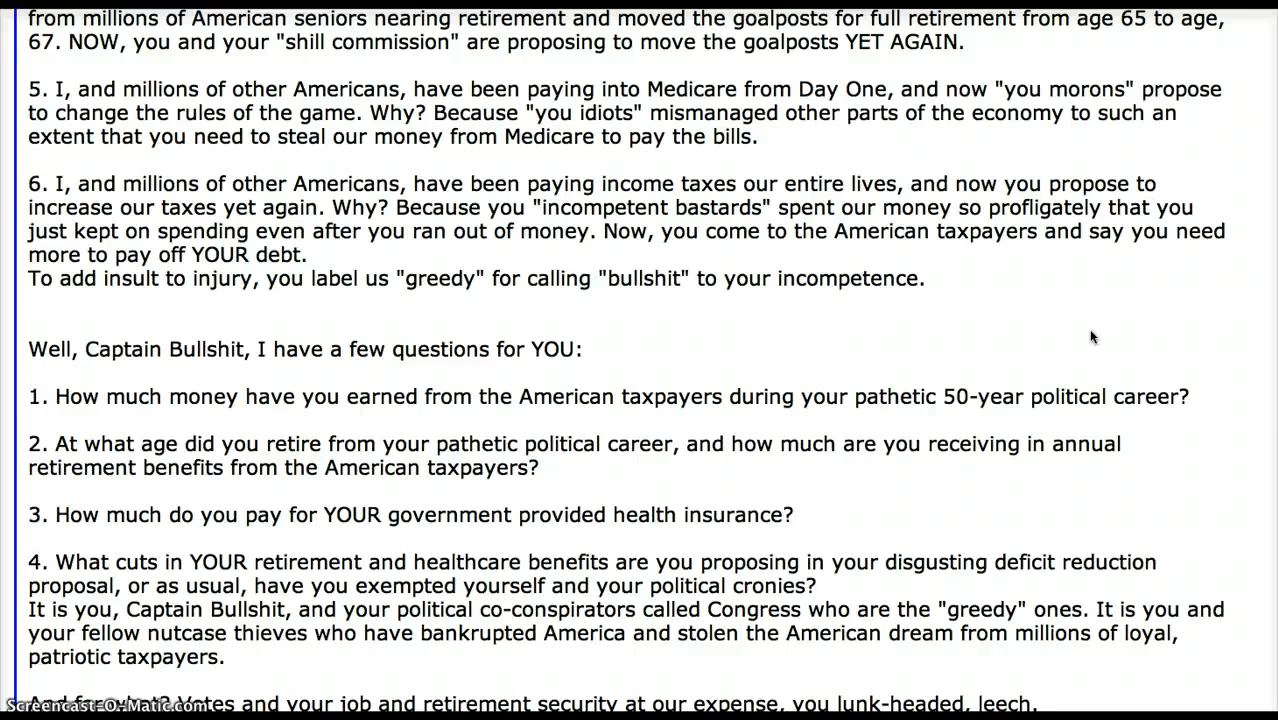 from millions of American seniors nearing retirement and moved the goalposts for full retirement from age 65 to age,
67. NOW, you and your "shill commission" are proposing to move the goalposts YET AGAIN.
5. I, and millions of other Americans, have been paying into Medicare from Day One, and now "you morons" propose
to change the rules of the game. Why? Because "you idiots" mismanaged other parts of the economy to such an
extent that you need to steal our money from Medicare to pay the bills.
6. I, and millions of other Americans, have been paying income taxes our entire lives, and now you propose to
increase our taxes yet again. Why? Because you "incompetent bastards" spent our money so profligately that you
just kept on spending even after you ran out of money. Now, you come to the American taxpayers and say you need
more to pay off YOUR debt.
To add insult to injury, you label us "greedy" for calling "bullshit" to your incompetence.
Well, Captain Bullshit, I have a few questions for YOU:
1. How much money have you earned from the American taxpayers during your pathetic 50-year political career?
2. At what age did you retire from your pathetic political career, and how much are you receiving in annual
retirement benefits from the American taxpayers?
3. How much do you pay for YOUR government provided health insurance?
4. What cuts in YOUR retirement and healthcare benefits are you proposing in your disgusting deficit reduction
proposal, or as usual, have you exempted yourself and your political cronies?
It is you, Captain Bullshit, and your political co-conspirators called Congress who are the "greedy" ones. It is you and
your fellow nutcase thieves who have bankrupted America and stolen the American dream from millions of loyal,
patriotic taxpayers.
And for what? Votes and your job and retirement security at our expense, you lunk-headed, leech.
Screencast-O-Matic.com